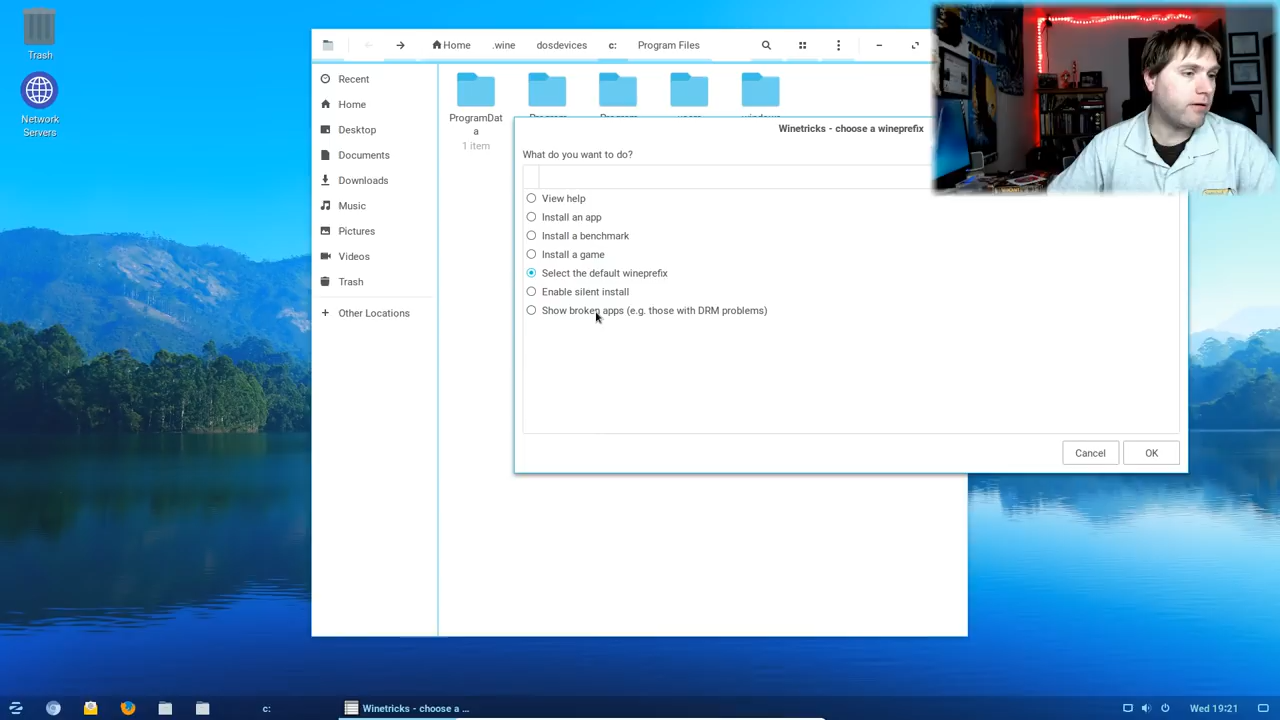 Trash
Network
Servers
Home
.wine
dosdevices
c:
Program Files
Recent
Home
Desktop
Documents
Downloads
Music
Pictures
Videos
Trash
Other Locations
ProgramDat
a
1 item
Winetricks - choose a wineprefix
What do you want to do?
View help
Install an app
Install a benchmark
Install a game
Select the default wineprefix
Enable silent install
Show broken apps (e.g. those with DRM problems)
Cancel
OK
c:
Winetricks - choose a ...
Wed 19:21